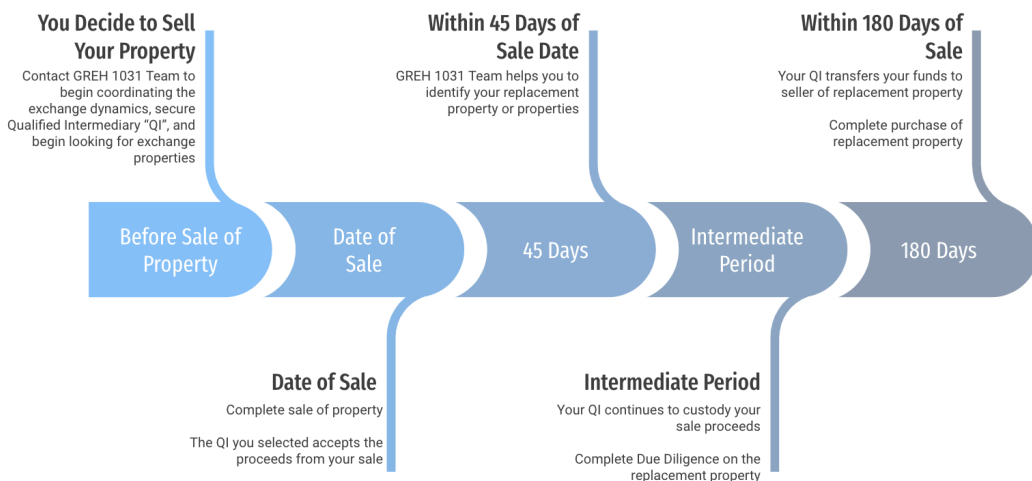 You Decide to Sell
Your Property
Contact GREH 1031 Team to
begin coordinating the
exchange dynamics, secure
Qualified Intermediary “QI”, and
begin looking for exchange
properties
Within 45 Days of
Sale Date
GREH 1031 Team helps you to
identify your replacement
property or properties
Within 180 Days of
Sale
Your QI transfers your funds to
seller of replacement property
Complete purchase of
replacement property
Before Sale of
Property
Date of
Sale
45 Days
Intermediate
Period
180 Days
Date of Sale
Complete sale of property
The QI you selected accepts the
proceeds from your sale
Intermediate Period
Your QI continues to custody your
sale proceeds
Complete Due Diligence on the
replacement property